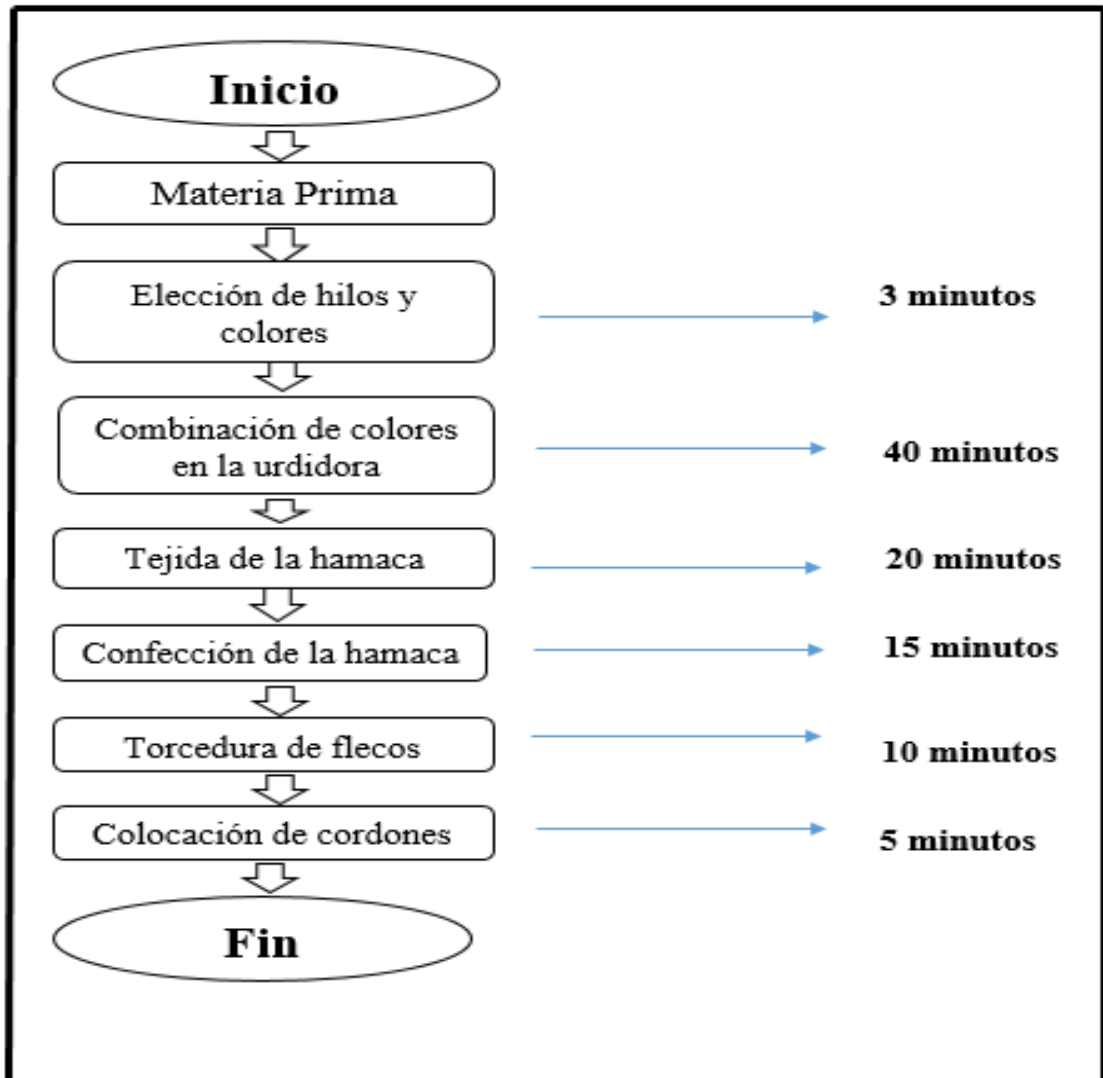 Inicio
Materia Prima
Elección de hilos y
colores
3 minutos
Combinación de colores
en la urdidora
40 minutos
Tejida de la hamaca
20 minutos
Confección de la hamaca
15 minutos
Torcedura de flecos
10 minutos
Colocación de cordones
5 minutos
Fin